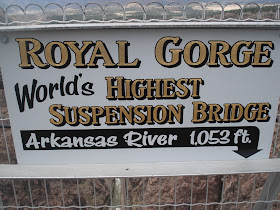 ROYAL GORGE
World's HIGHEST
SUSPENSION BRIDGE
Arkansas River 1,053 ft.